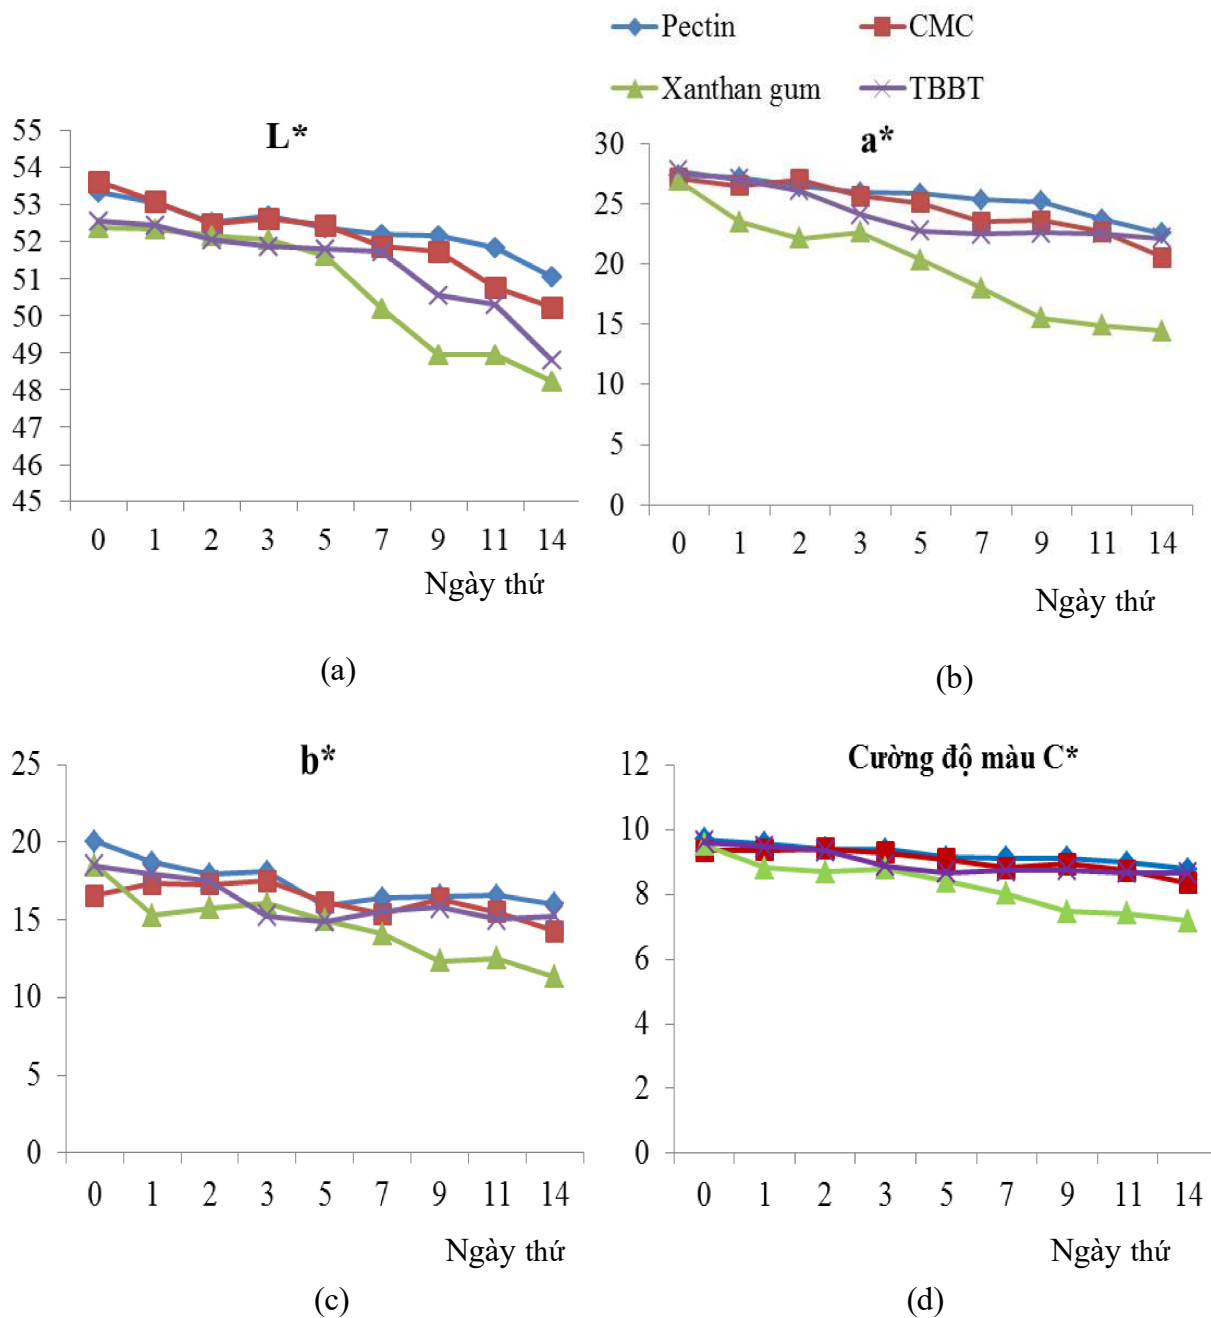 Pectin CMC
Xanthan gum TBBT
L*
55
54
53
52
51
50
49
48
47
46
45
0 1 2 3 5 7 9 11 14
Ngày thứ
(a)
a*
30
25
20
15
10
5
0
0 1 2 3 5 7 9 11 14
Ngày thứ
(b)
b*
25
20
15
10
5
0
0 1 2 3 5 7 9 11 14
Ngày thứ
(c)
Cường độ màu C*
12
10
8
6
4
2
0
0 1 2 3 5 7 9 11 14
Ngày thứ
(d)